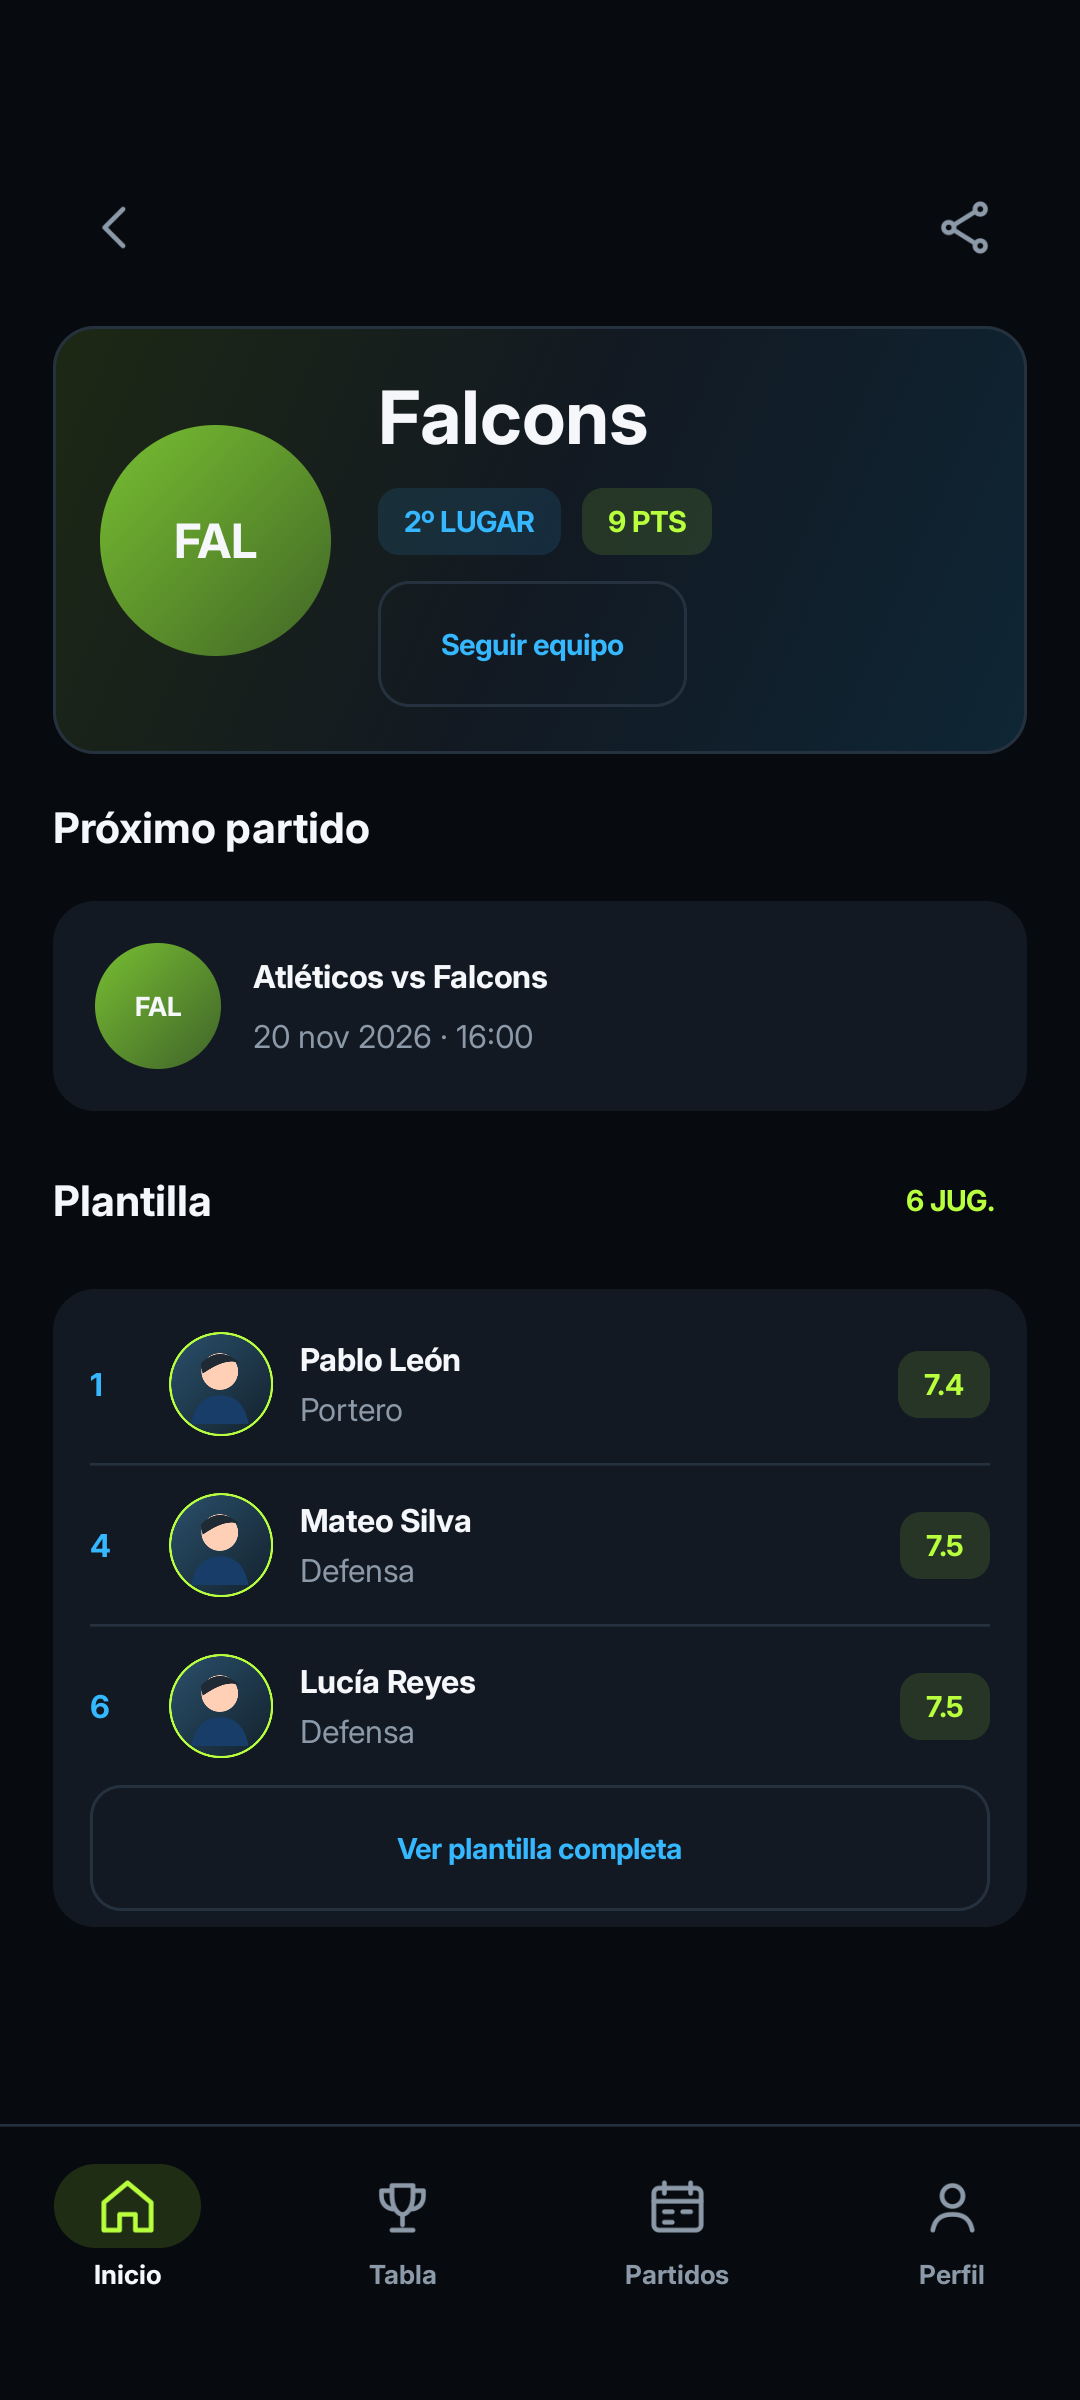 Falcons
FAL
2º LUGAR
9 PTS
Seguir equipo
Próximo partido
FAL
Atléticos vs Falcons
20 nov 2026 · 16:00
Plantilla
6 JUG.
1
Pablo León
Portero
7.4
4
Mateo Silva
Defensa
7.5
6
Lucía Reyes
Defensa
7.5
Ver plantilla completa
Inicio
Tabla
Partidos
Perfil